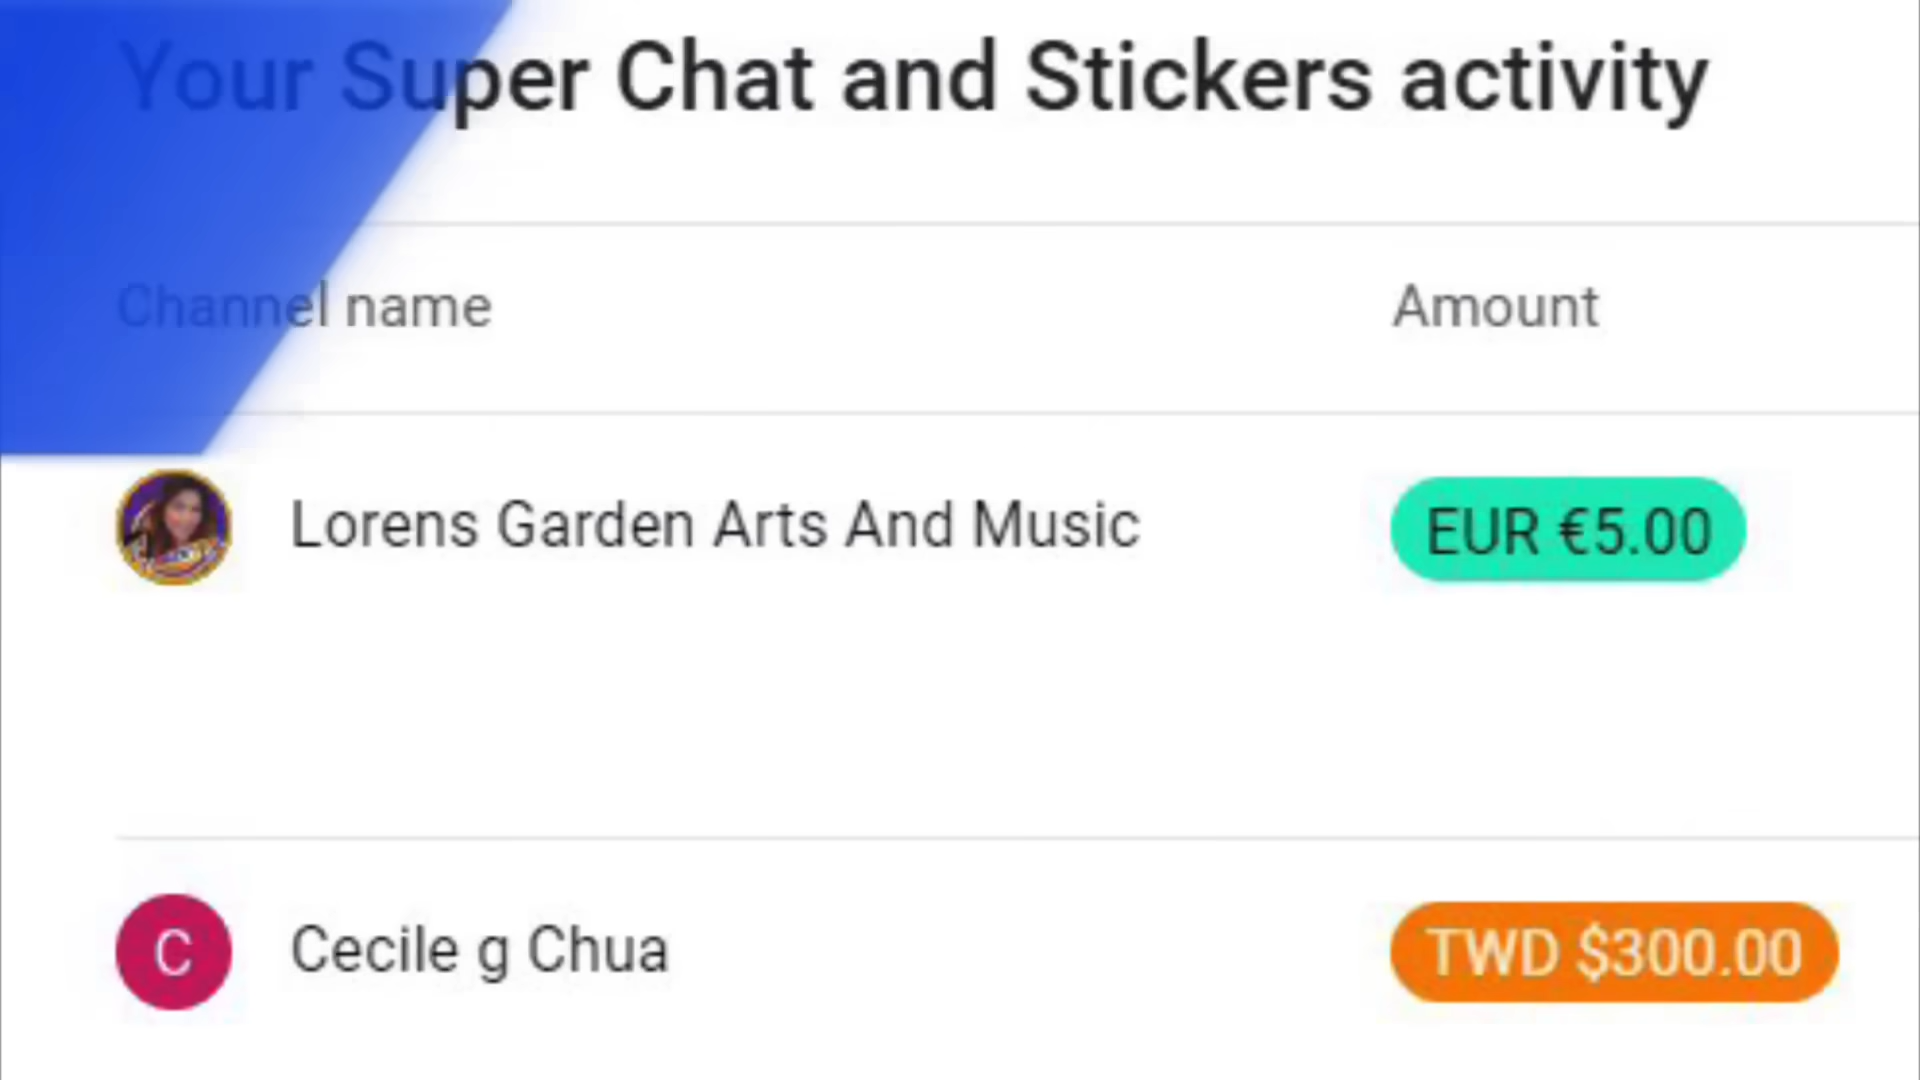 Your Super Chat and Stickers activity
Channel name Amount
Lorens Garden Arts And Music EUR €5.00
C Cecile g Chua TWD $300.00